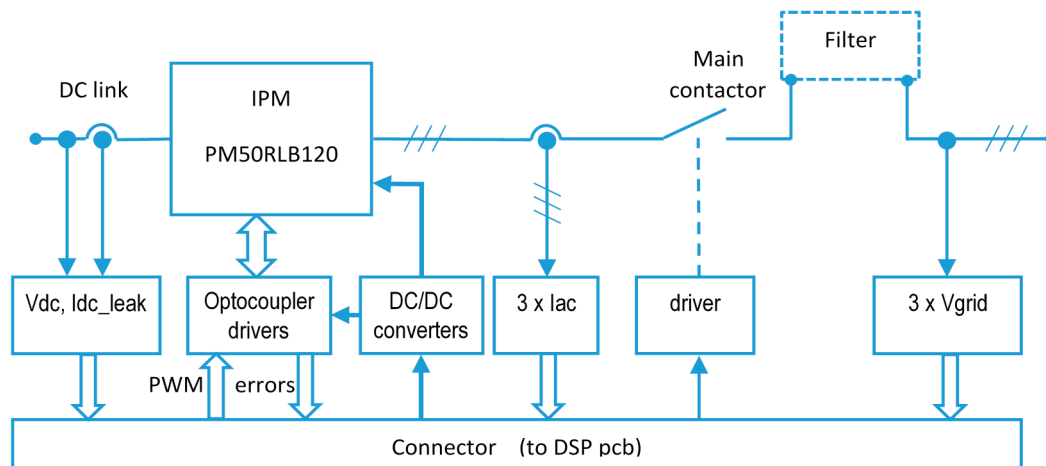 Filter
Main
contactor
DC link
IPM
PM50RLB120
Vdc, Idc_leak
Optocoupler
drivers
DC/DC
converters
3 x Iac
driver
3 x Vgrid
PWM
errors
Connector (to DSP pcb)